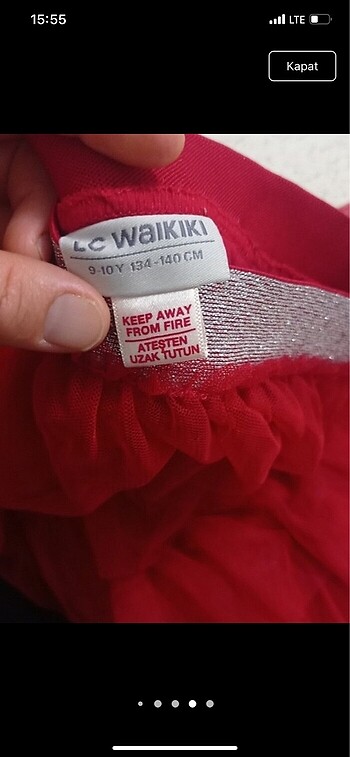 15:55
LTE
Kapat
LC WAIKIKI
9-10 Y 134-140 CM
KEEP AWAY
FROM FIRE
ATEŞTEN
UZAK TUTUN